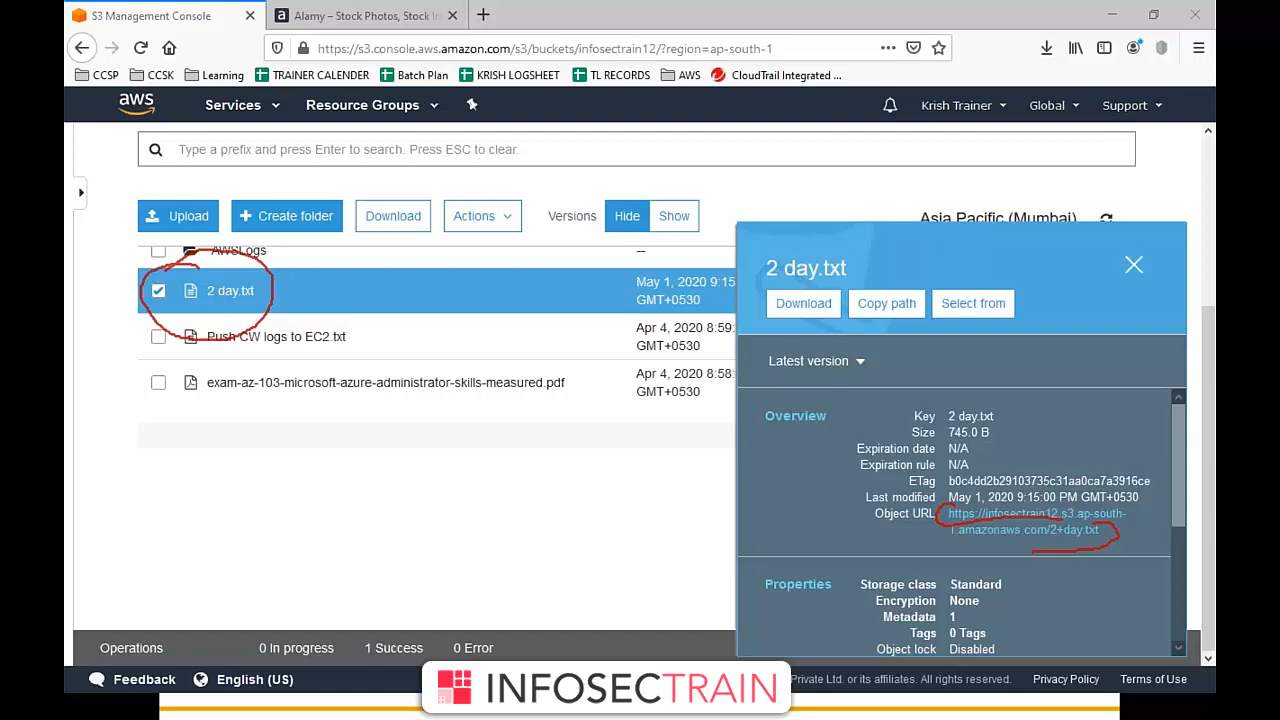 S3 Management Console
Alamy – Stock Photos, Stock In
https://s3.console.aws.amazon.com/s3/buckets/infosectrain12/?region=ap-south-1
CCSP CCSK Learning TRAINER CALENDER Batch Plan KRISH LOGSHEET TL RECORDS AWS CloudTrail Integrated ...
aws Services Resource Groups Krish Trainer Global Support
Type a prefix and press Enter to search. Press ESC to clear.
Upload Create folder Download Actions Versions Hide Show
Asia Pacific (Mumbai)
AWSLogs --
2 day.txt May 1, 2020 9:15
GMT+0530
Push CW logs to EC2.txt Apr 4, 2020 8:59:
GMT+0530
exam-az-103-microsoft-azure-administrator-skills-measured.pdf Apr 4, 2020 8:58:
GMT+0530
2 day.txt
Download Copy path Select from
Latest version
Overview
Key 2 day.txt
Size 745.0 B
Expiration date N/A
Expiration rule N/A
ETag b0c4dd2b29103735c31aa0ca7a3916ce
Last modified May 1, 2020 9:15:00 PM GMT+0530
Object URL https://infosectrain12.s3.ap-south-
1.amazonaws.com/2+day.txt
Properties
Storage class Standard
Encryption None
Metadata 1
Tags 0 Tags
Object lock Disabled
Operations 0 In progress 1 Success 0 Error
Feedback English (US) Private Ltd. or its affiliates. All rights reserved. Privacy Policy Terms of Use
INFOSECTRAIN